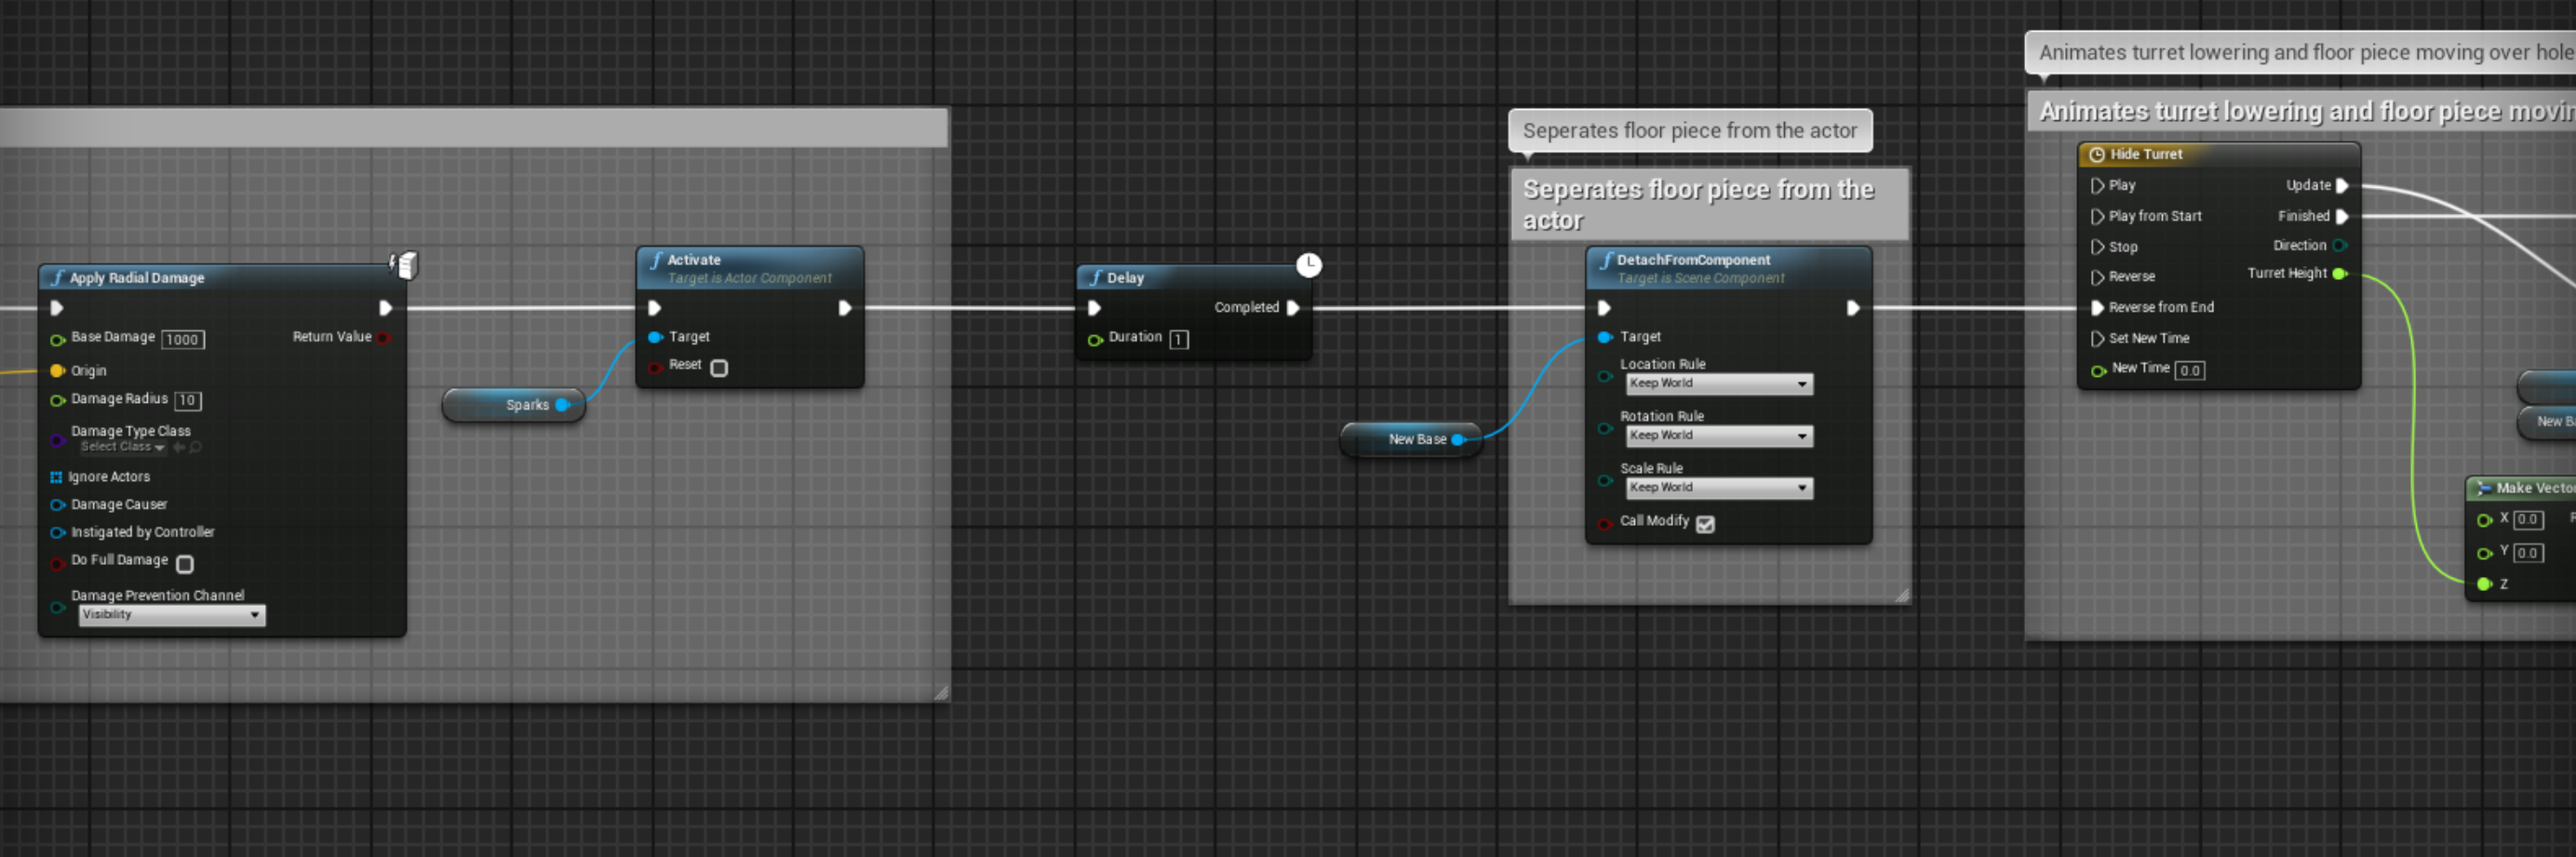 Animates turret lowering and floor piece moving over hole
Animates turret lowering and floor piece movin
Seperates floor piece from the actor
Seperates floor piece from the
actor
Apply Radial Damage
Base Damage 1000 Return Value
Origin
Damage Radius 10
Damage Type Class
Select Class
Ignore Actors
Damage Causer
Instigated by Controller
Do Full Damage
Damage Prevention Channel
Visibility
Sparks
Activate
Target is Actor Component
Target
Reset
Delay
Completed
Duration 1
New Base
DetachFromComponent
Target is Scene Component
Target
Location Rule
Keep World
Rotation Rule
Keep World
Scale Rule
Keep World
Call Modify
Hide Turret
Play Update
Play from Start Finished
Stop Direction
Reverse Turret Height
Reverse from End
Set New Time
New Time 0.0
New B
Make Vecto
X 0.0
Y 0.0
Z